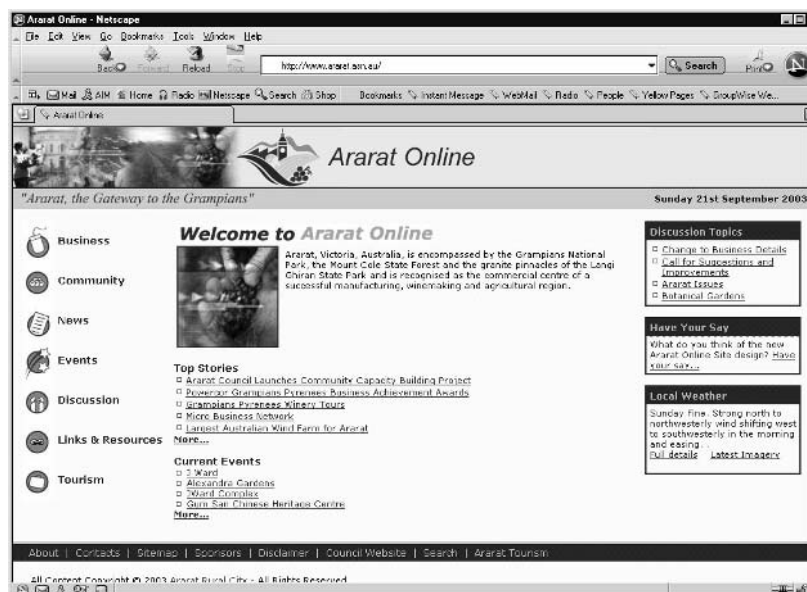 Ararat Online - Netscape
File Edit View Go Bookmarks Tools Window Help
Back Forward Reload Stop http://www.ararat.asn.au/ Search Print
Mail AIM Home Radio Netscape Search Shop Bookmarks Instant Message WebMail Radio People Yellow Pages GroupWise We...
Ararat Online
Ararat Online
"Ararat, the Gateway to the Grampians"
Sunday 21st September 2003
Business
Community
News
Events
Discussion
Links & Resources
Tourism
Welcome to Ararat Online
Ararat, Victoria, Australia, is encompassed by the Grampians National
Park, the Mount Cole State Forest and the granite pinnacles of the Langi
Ghiran State Park and is recognised as the commercial centre of a
successful manufacturing, winemaking and agricultural region.
Top Stories
Ararat Council Launches Community Capacity Building Project
Powercor Grampians Pyrenees Business Achievement Awards
Grampians Pyrenees Winery Tours
Micro Business Network
Largest Australian Wind Farm for Ararat
More...
Current Events
J Ward
Alexandra Gardens
JWard Complex
Gum San Chinese Heritage Centre
More...
Discussion Topics
Change to Business Details
Call for Suggestions and
Improvements
Ararat Issues
Botanical Gardens
Have Your Say
What do you think of the new
Ararat Online Site design? Have
your say...
Local Weather
Sunday Fine. Strong north to
northwesterly wind shifting west
to southwesterly in the morning
and easing. .
Full details Latest Imagery
About | Contacts | Sitemap | Sponsors | Disclaimer | Council Website | Search | Ararat Tourism
All Content Copyright © 2003 Ararat Rural City - All Rights Reserved